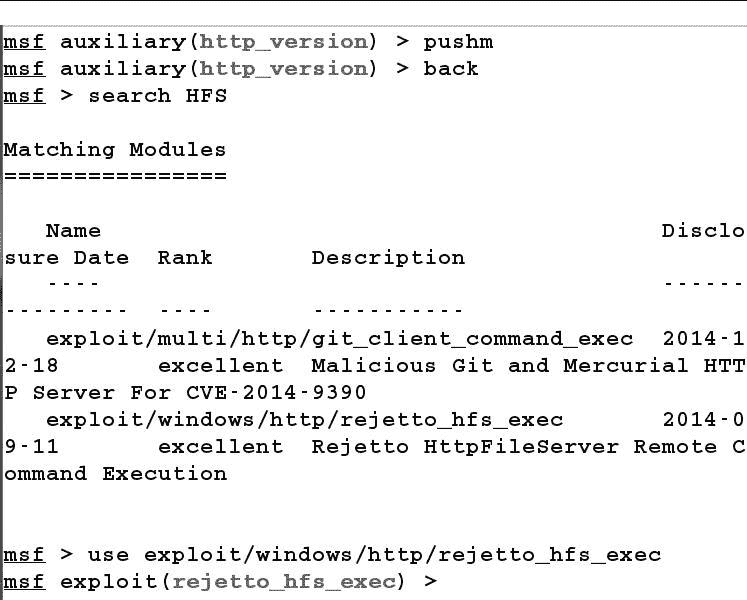 msf auxiliary(http_version) > pushm
msf auxiliary(http_version) > back
msf > search HFS
Matching Modules
================
Name Disclo
sure Date Rank Description
---- ------
--------- ---- -----------
exploit/multi/http/git_client_command_exec 2014-1
2-18 excellent Malicious Git and Mercurial HTT
P Server For CVE-2014-9390
exploit/windows/http/rejetto_hfs_exec 2014-0
9-11 excellent Rejetto HttpFileServer Remote C
ommand Execution
msf > use exploit/windows/http/rejetto_hfs_exec
msf exploit(rejetto_hfs_exec) >